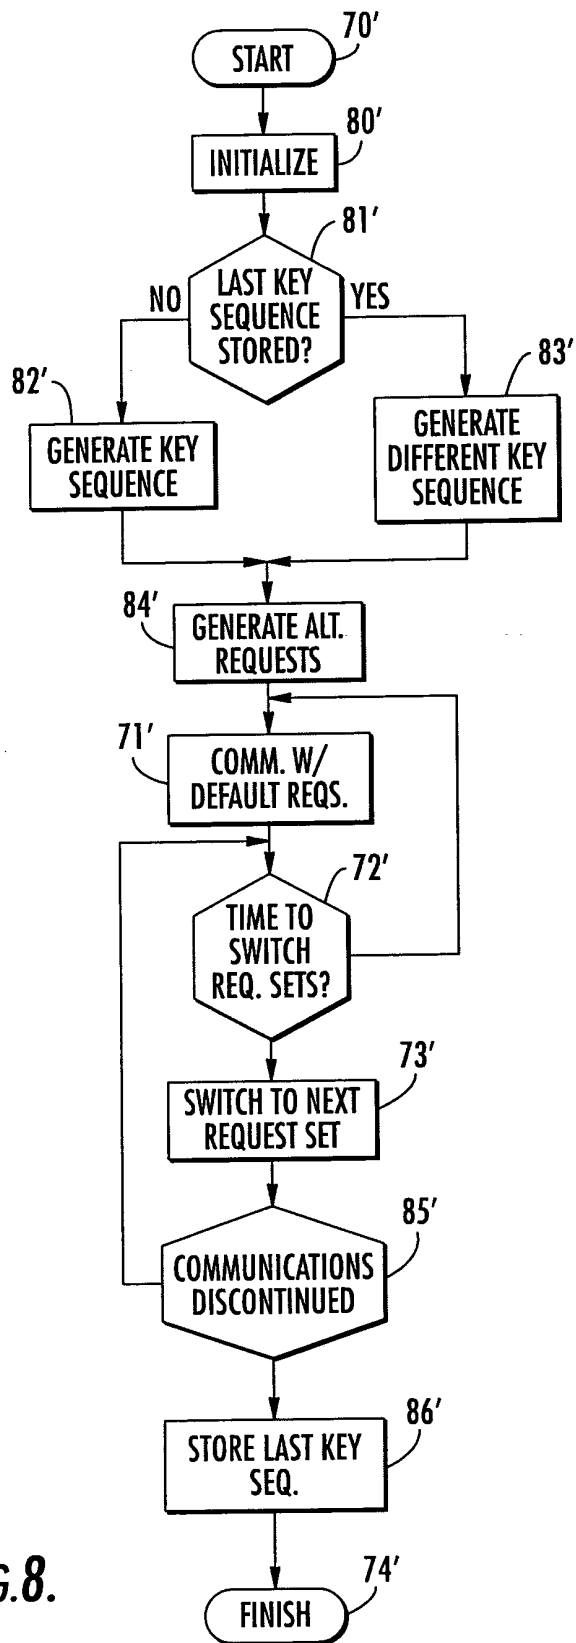 70'
START
80'
INITIALIZE
81'
LAST KEY
SEQUENCE
STORED?
NO
YES
82'
GENERATE KEY
SEQUENCE
83'
GENERATE
DIFFERENT KEY
SEQUENCE
84'
GENERATE ALT.
REQUESTS
71'
COMM. W/
DEFAULT REQS.
72'
TIME TO
SWITCH
REQ. SETS?
73'
SWITCH TO NEXT
REQUEST SET
85'
COMMUNICATIONS
DISCONTINUED
86'
STORE LAST KEY
SEQ.
74'
FINISH
G.8.